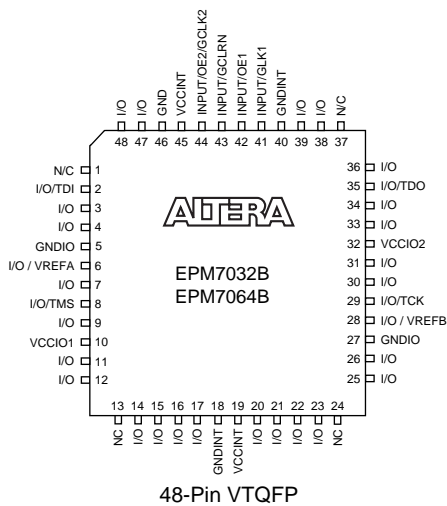 I/O I/O GND VCCINT INPUT/OE2/GCLK2 INPUT/GCLRN INPUT/OE1 INPUT/GLK1 GNDINT I/O I/O N/C
48 47 46 45 44 43 42 41 40 39 38 37
N/C 1
I/O/TDI 2
I/O 3
I/O 4
GNDIO 5
I/O / VREFA 6
I/O 7
I/O/TMS 8
I/O 9
VCCIO1 10
I/O 11
I/O 12
ALTERA
EPM7032B
EPM7064B
36 I/O
35 I/O/TDO
34 I/O
33 I/O
32 VCCIO2
31 I/O
30 I/O
29 I/O/TCK
28 I/O / VREFB
27 GNDIO
26 I/O
25 I/O
13 14 15 16 17 18 19 20 21 22 23 24
NC I/O I/O I/O I/O GNDINT VCCINT I/O I/O I/O I/O NC
48-Pin VTQFP